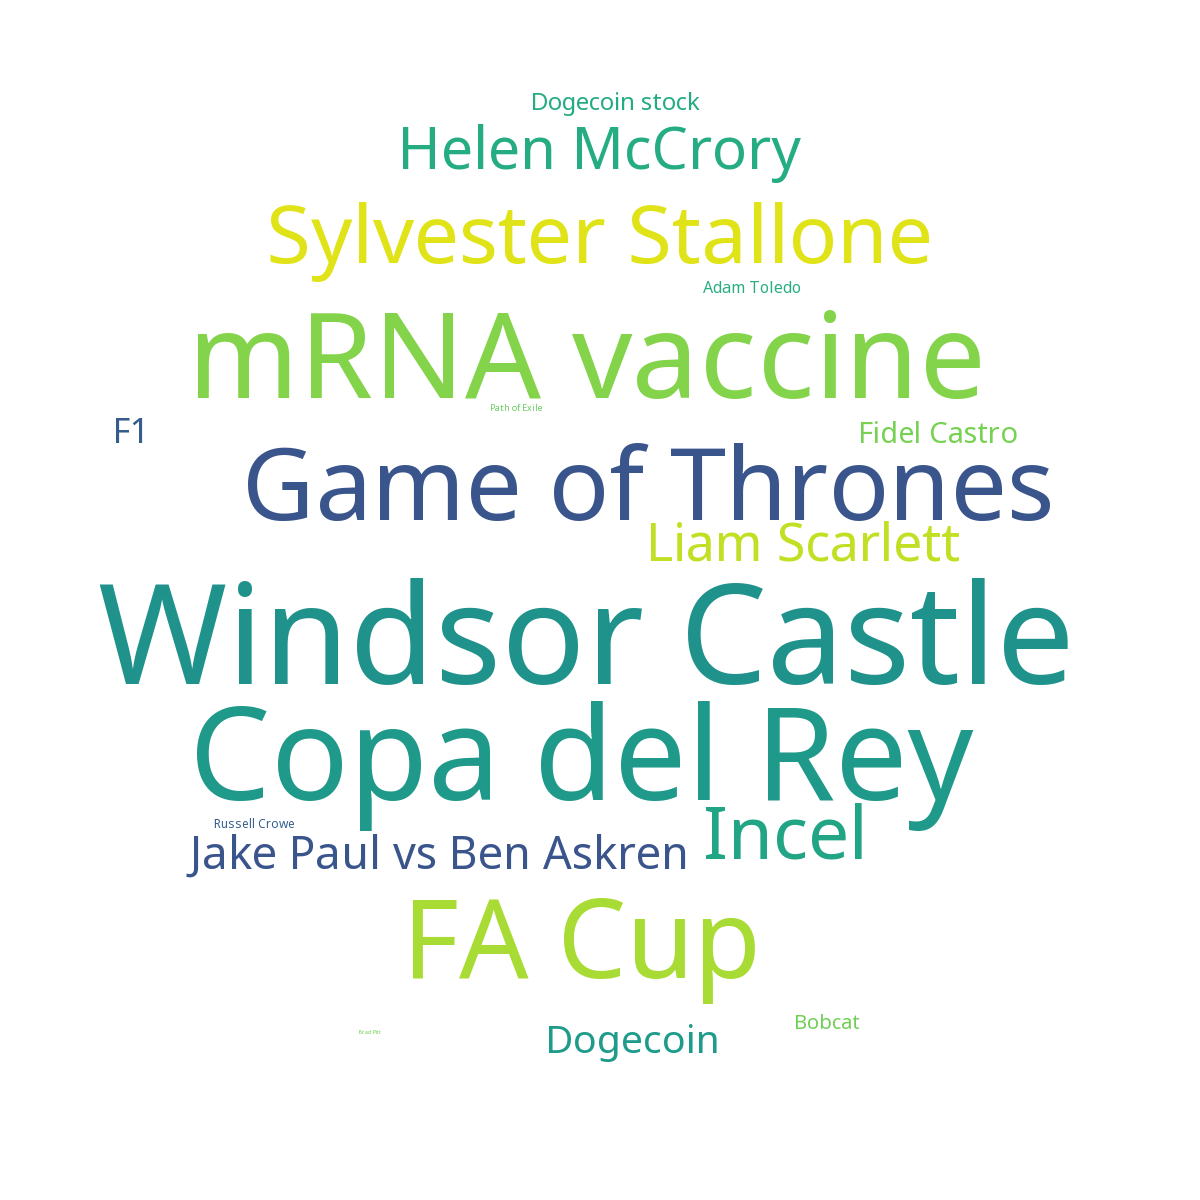 Dogecoin stock
Helen McCrory
Sylvester Stallone
Adam Toledo
mRNA vaccine
Path of Exile
F1
Fidel Castro
Game of Thrones
Liam Scarlett
Windsor Castle
Copa del Rey
Incel
Russell Crowe
Jake Paul vs Ben Askren
FA Cup
Bobcat
Brad Pitt
Dogecoin